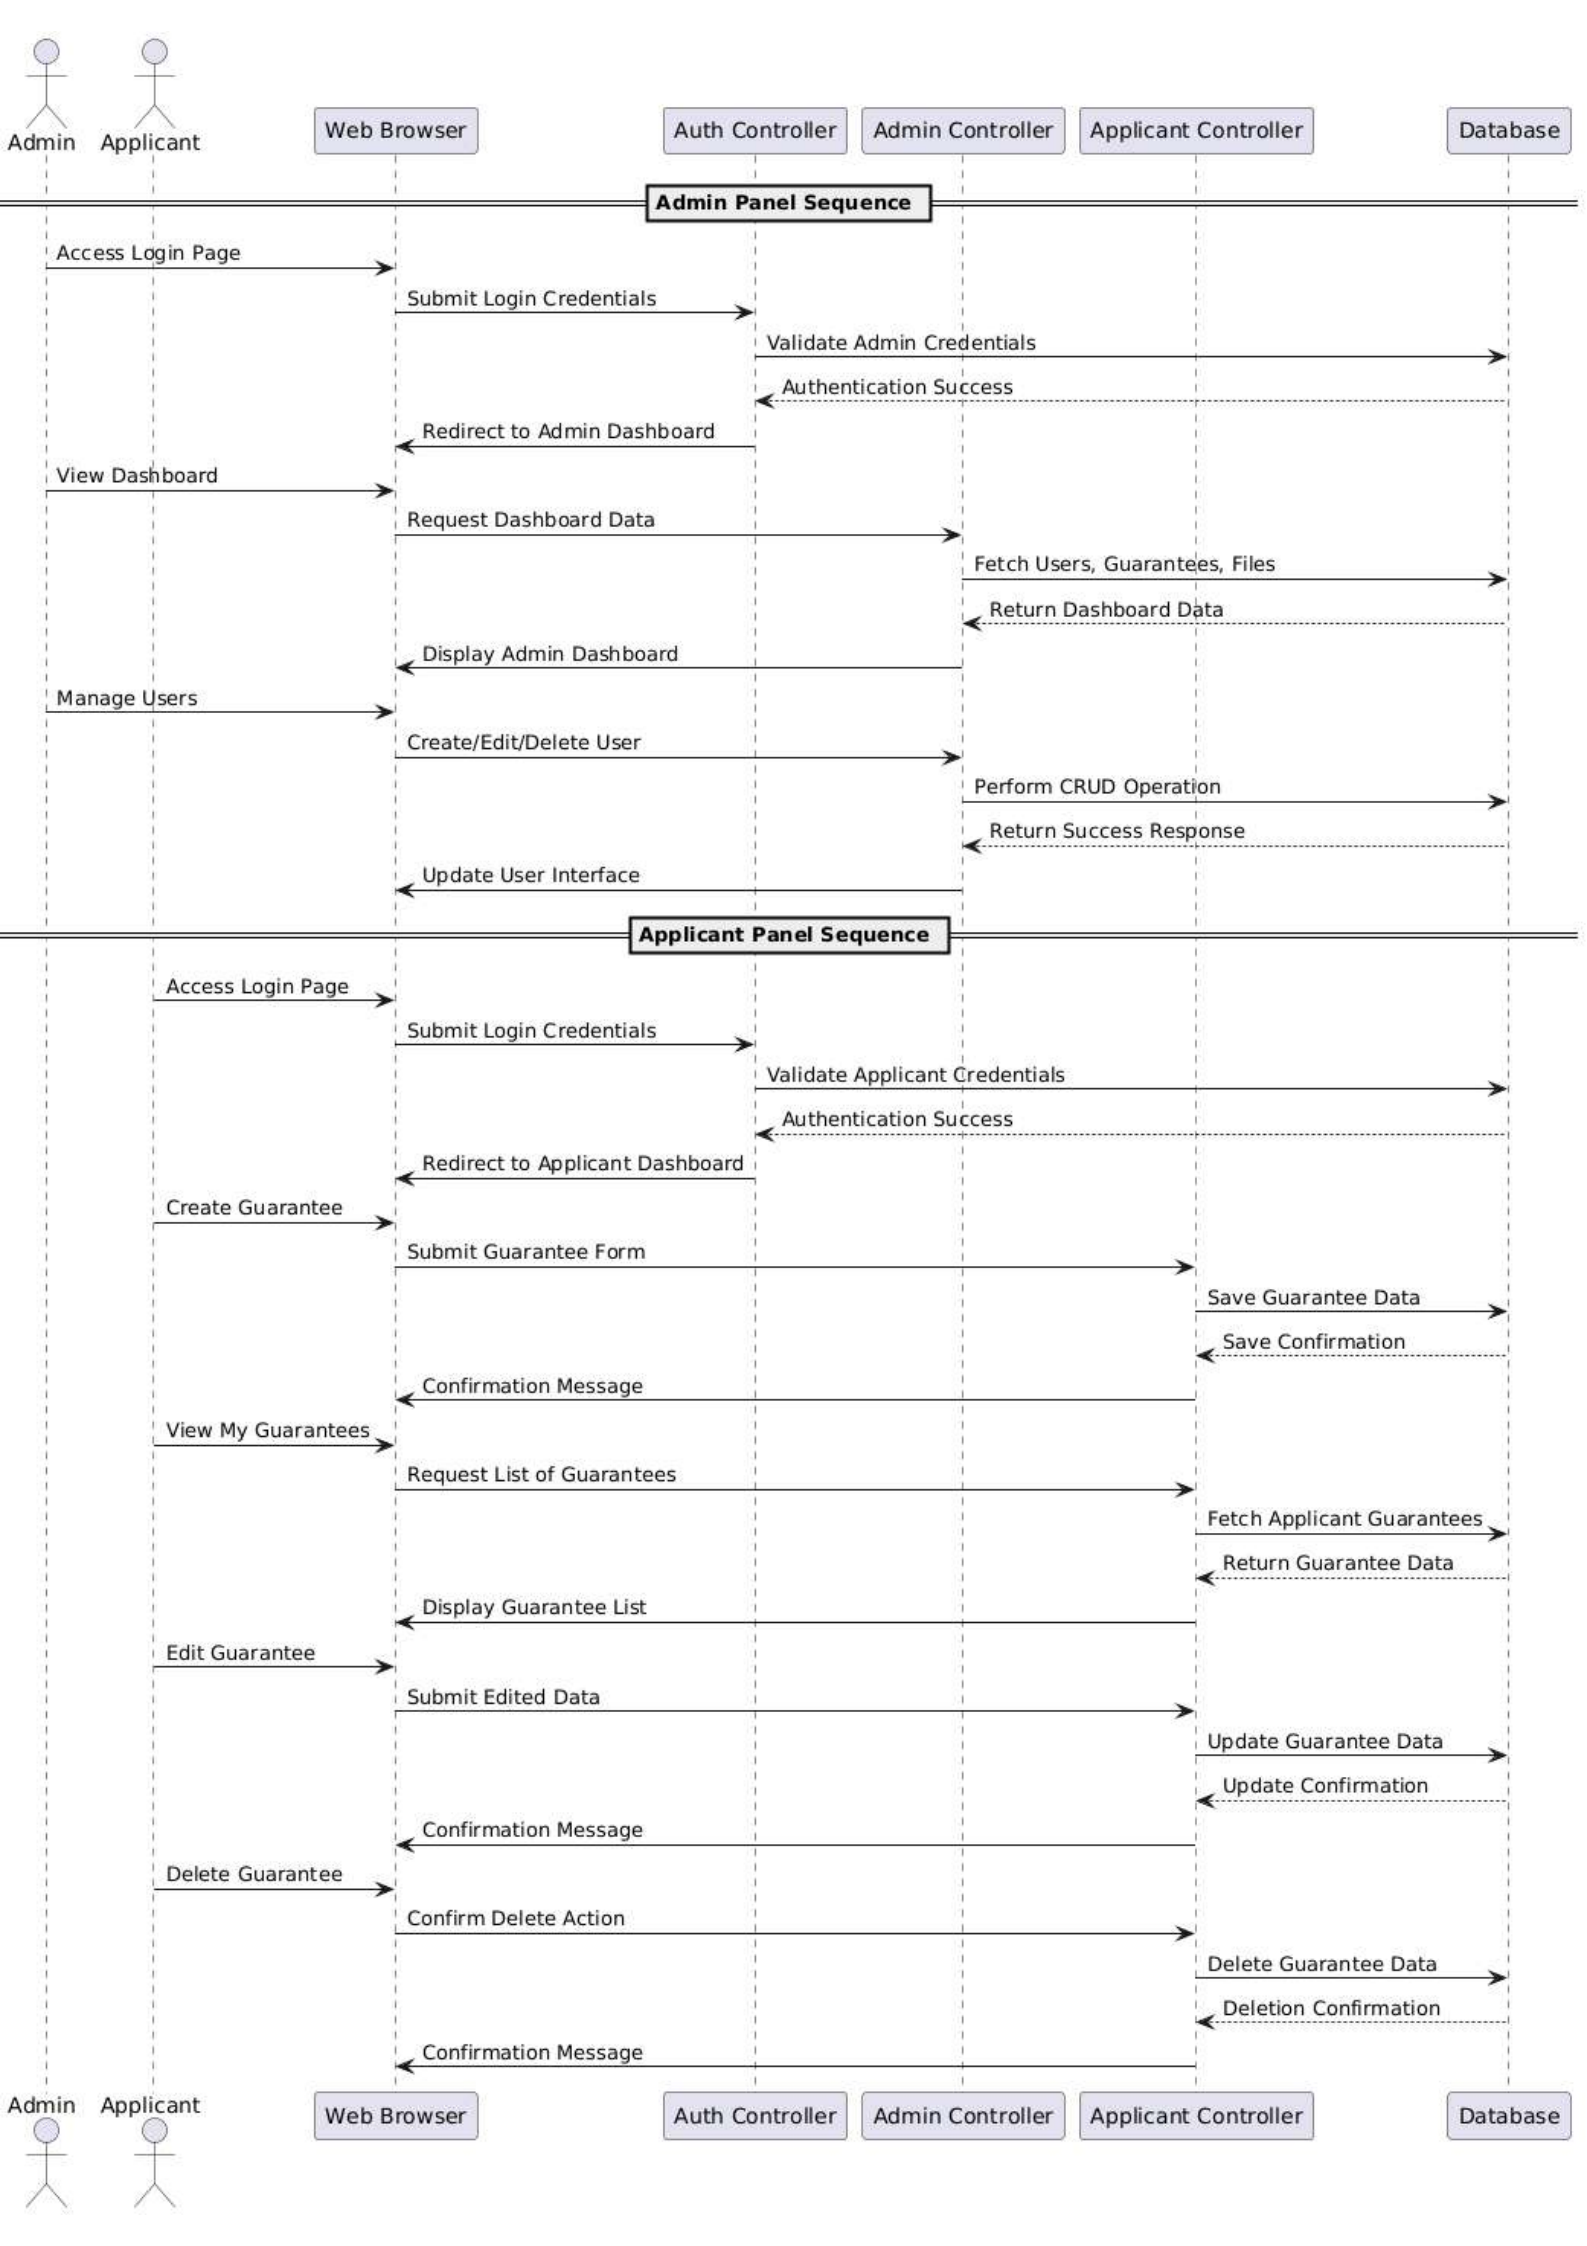 Admin
Applicant
Web Browser
Auth Controller
Admin Controller
Applicant Controller
Database
Admin Panel Sequence
Access Login Page
Submit Login Credentials
Validate Admin Credentials
Authentication Success
Redirect to Admin Dashboard
View Dashboard
Request Dashboard Data
Fetch Users, Guarantees, Files
Return Dashboard Data
Display Admin Dashboard
Manage Users
Create/Edit/Delete User
Perform CRUD Operation
Return Success Response
Update User Interface
Applicant Panel Sequence
Access Login Page
Submit Login Credentials
Validate Applicant Credentials
Authentication Success
Redirect to Applicant Dashboard
Create Guarantee
Submit Guarantee Form
Save Guarantee Data
Save Confirmation
Confirmation Message
View My Guarantees
Request List of Guarantees
Fetch Applicant Guarantees
Return Guarantee Data
Display Guarantee List
Edit Guarantee
Submit Edited Data
Update Guarantee Data
Update Confirmation
Confirmation Message
Delete Guarantee
Confirm Delete Action
Delete Guarantee Data
Deletion Confirmation
Confirmation Message
Admin
Applicant
Web Browser
Auth Controller
Admin Controller
Applicant Controller
Database